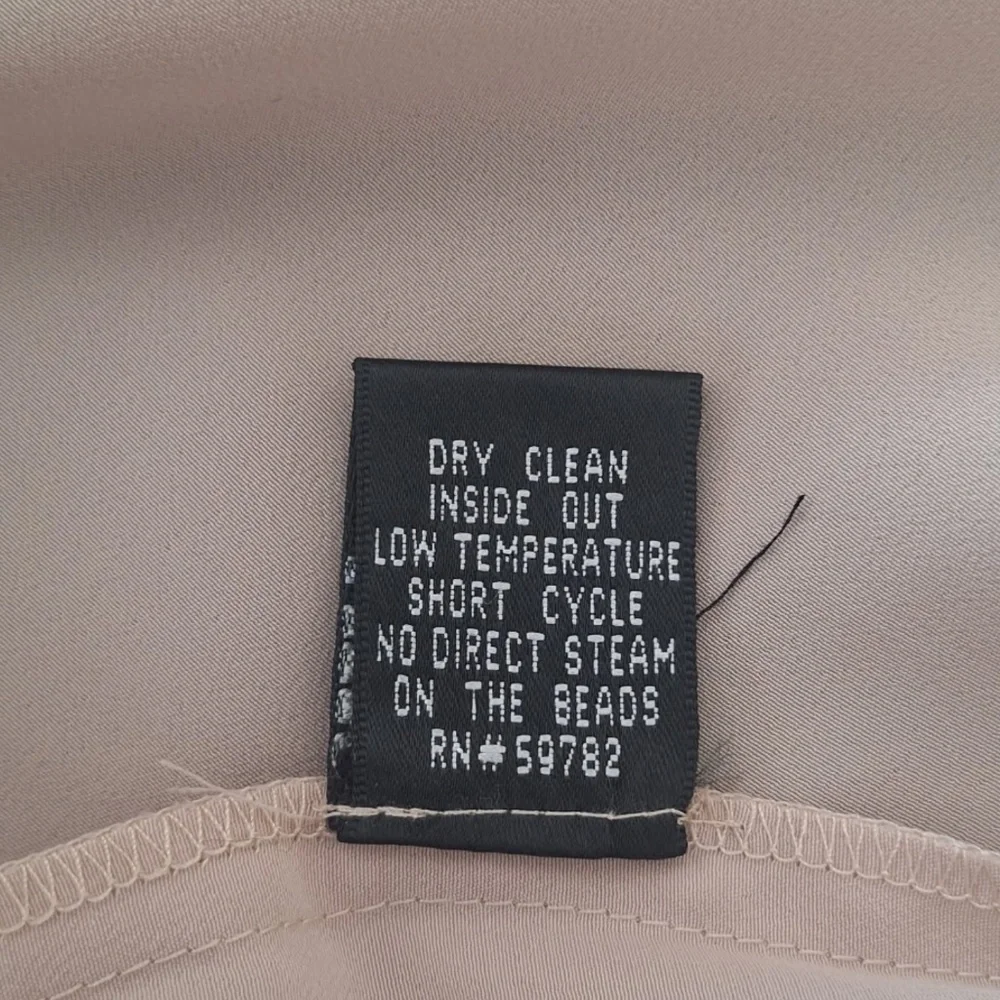 DRY CLEAN
INSIDE OUT
LOW TEMPERATURE
SHORT CYCLE
NO DIRECT STEAM
ON THE BEADS
RN#59782